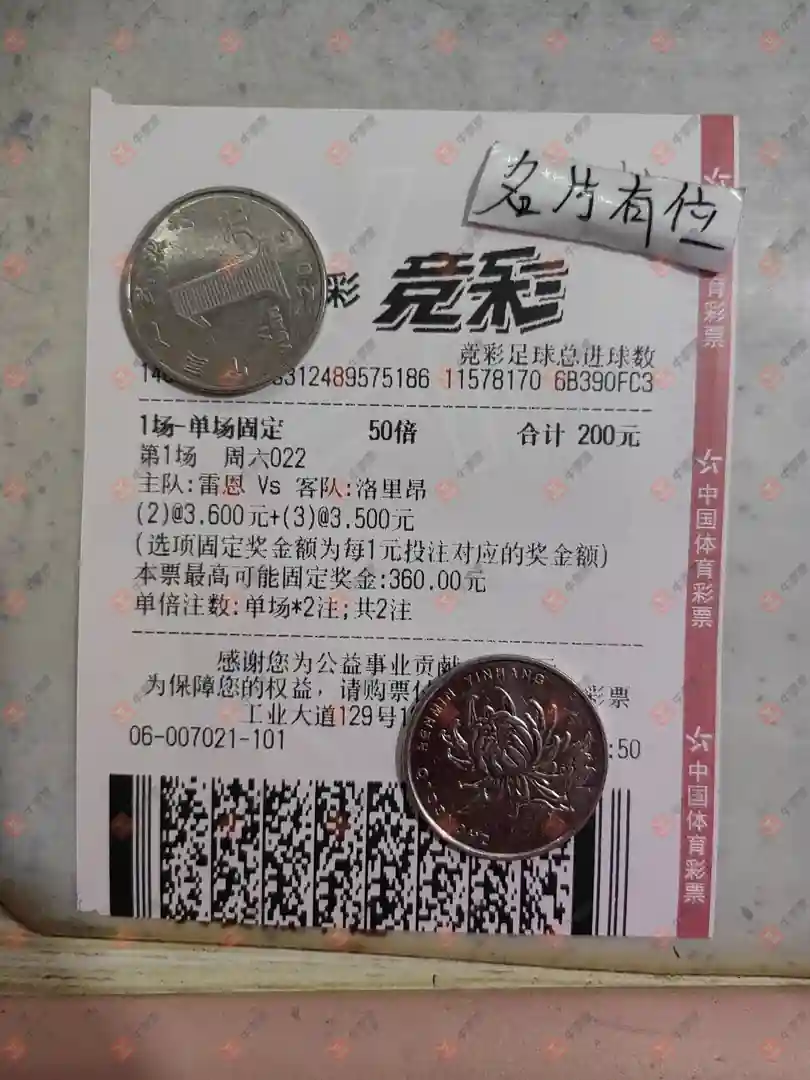 名片有位
彩 竞彩
竞彩足球总进球数
312489575186 11578170 6B390FC3
1场-单场固定 50倍 合计 200元
第1场 周六022
主队:雷恩 Vs 客队:洛里昂
(2)@3.600元+(3)@3.500元
(选项固定奖金额为每1元投注对应的奖金额)
本票最高可能固定奖金:360.00元
单倍注数:单场*2注;共2注
感谢您为公益事业贡献
为保障您的权益，请购票 彩票
工业大道129号
06-007021-101 :50
育彩票
中国体育彩票
中国体育彩票
YINHANG